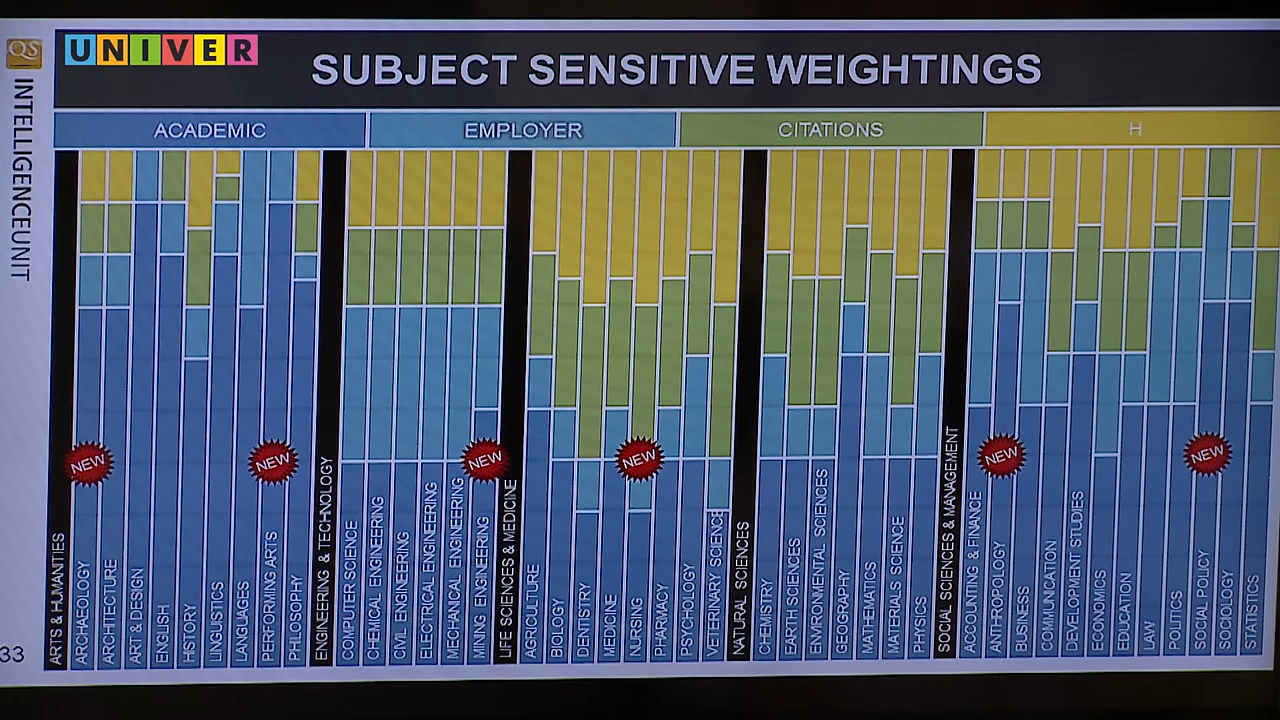 QS
INTELLIGENCEUNIT
UNIVER
SUBJECT SENSITIVE WEIGHTINGS
ACADEMIC
EMPLOYER
CITATIONS
H
ARTS & HUMANITIES
ARCHAEOLOGY
ARCHITECTURE
ART & DESIGN
ENGLISH
HISTORY
LINGUISTICS
LANGUAGES
PERFORMING ARTS
PHILOSOPHY
ENGINEERING & TECHNOLOGY
COMPUTER SCIENCE
CHEMICAL ENGINEERING
CIVIL ENGINEERING
ELECTRICAL ENGINEERING
MECHANICAL ENGINEERING
MINING ENGINEERING
LIFE SCIENCES & MEDICINE
AGRICULTURE
BIOLOGY
DENTISTRY
MEDICINE
NURSING
PHARMACY
PSYCHOLOGY
VETERINARY SCIENCE
NATURAL SCIENCES
CHEMISTRY
EARTH SCIENCES
ENVIRONMENTAL SCIENCES
GEOGRAPHY
MATHEMATICS
MATERIALS SCIENCE
PHYSICS
SOCIAL SCIENCES & MANAGEMENT
ACCOUNTING & FINANCE
ANTHROPOLOGY
BUSINESS
COMMUNICATION
DEVELOPMENT STUDIES
ECONOMICS
EDUCATION
LAW
POLITICS
SOCIAL POLICY
SOCIOLOGY
STATISTICS
NEW
NEW
NEW
NEW
NEW
NEW
33